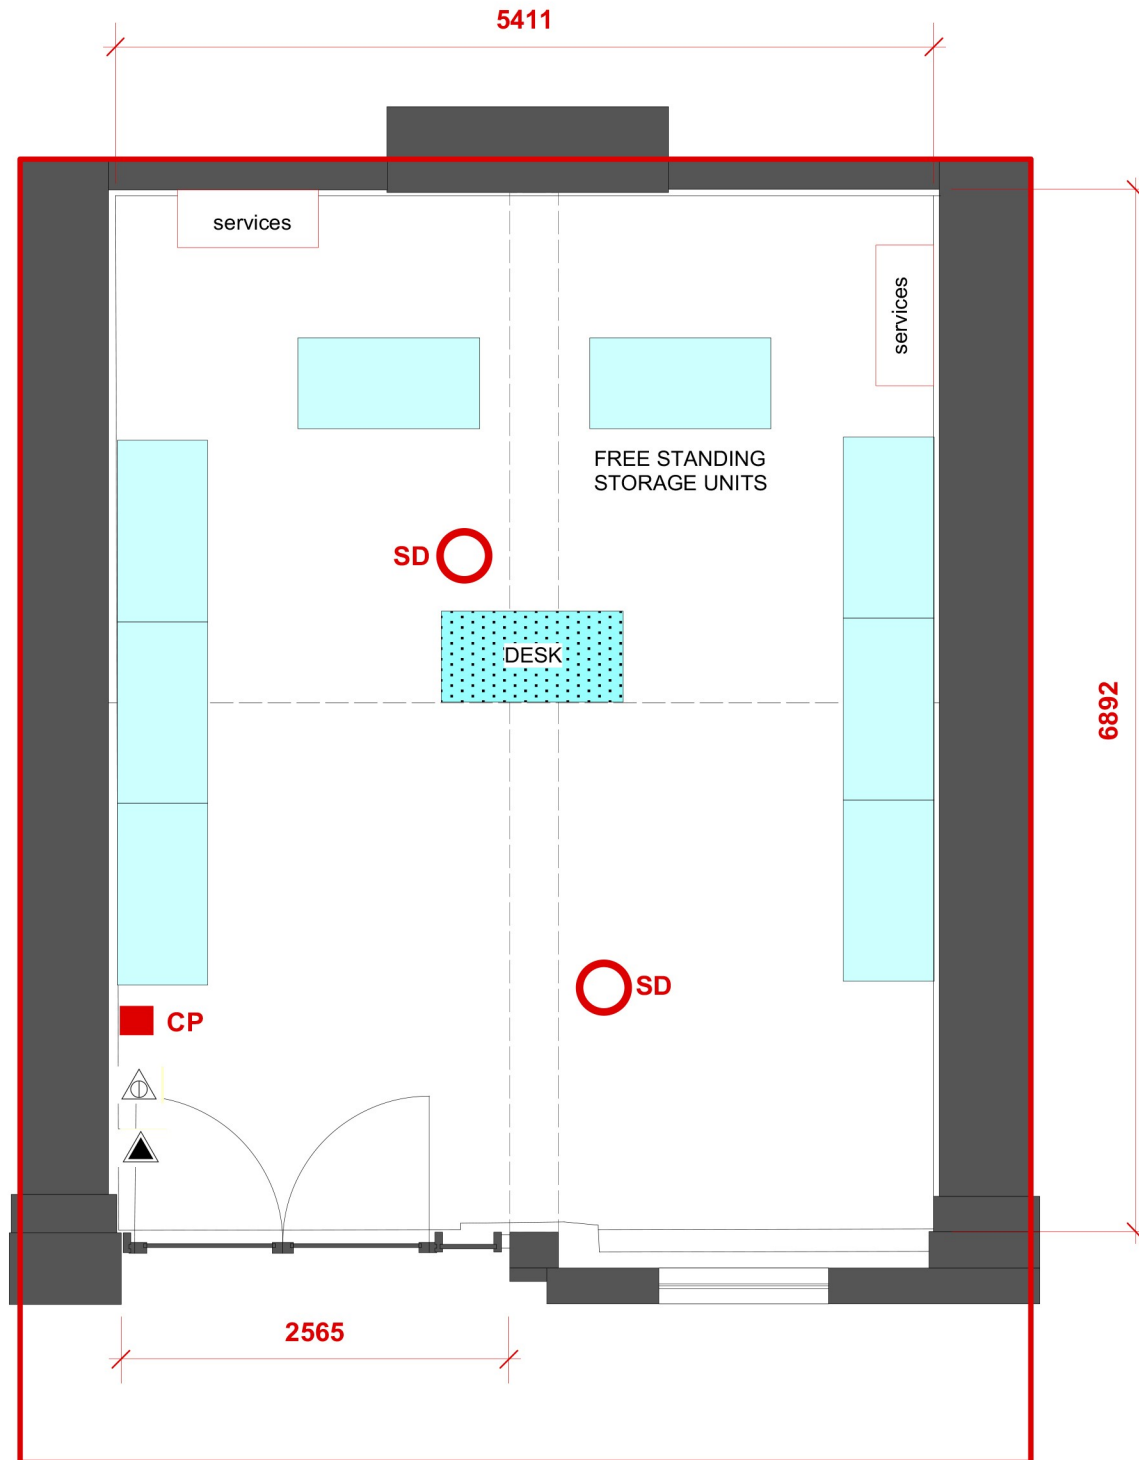 5411
services
services
FREE STANDING
STORAGE UNITS
SD
DESK
6892
SD
CP
2565